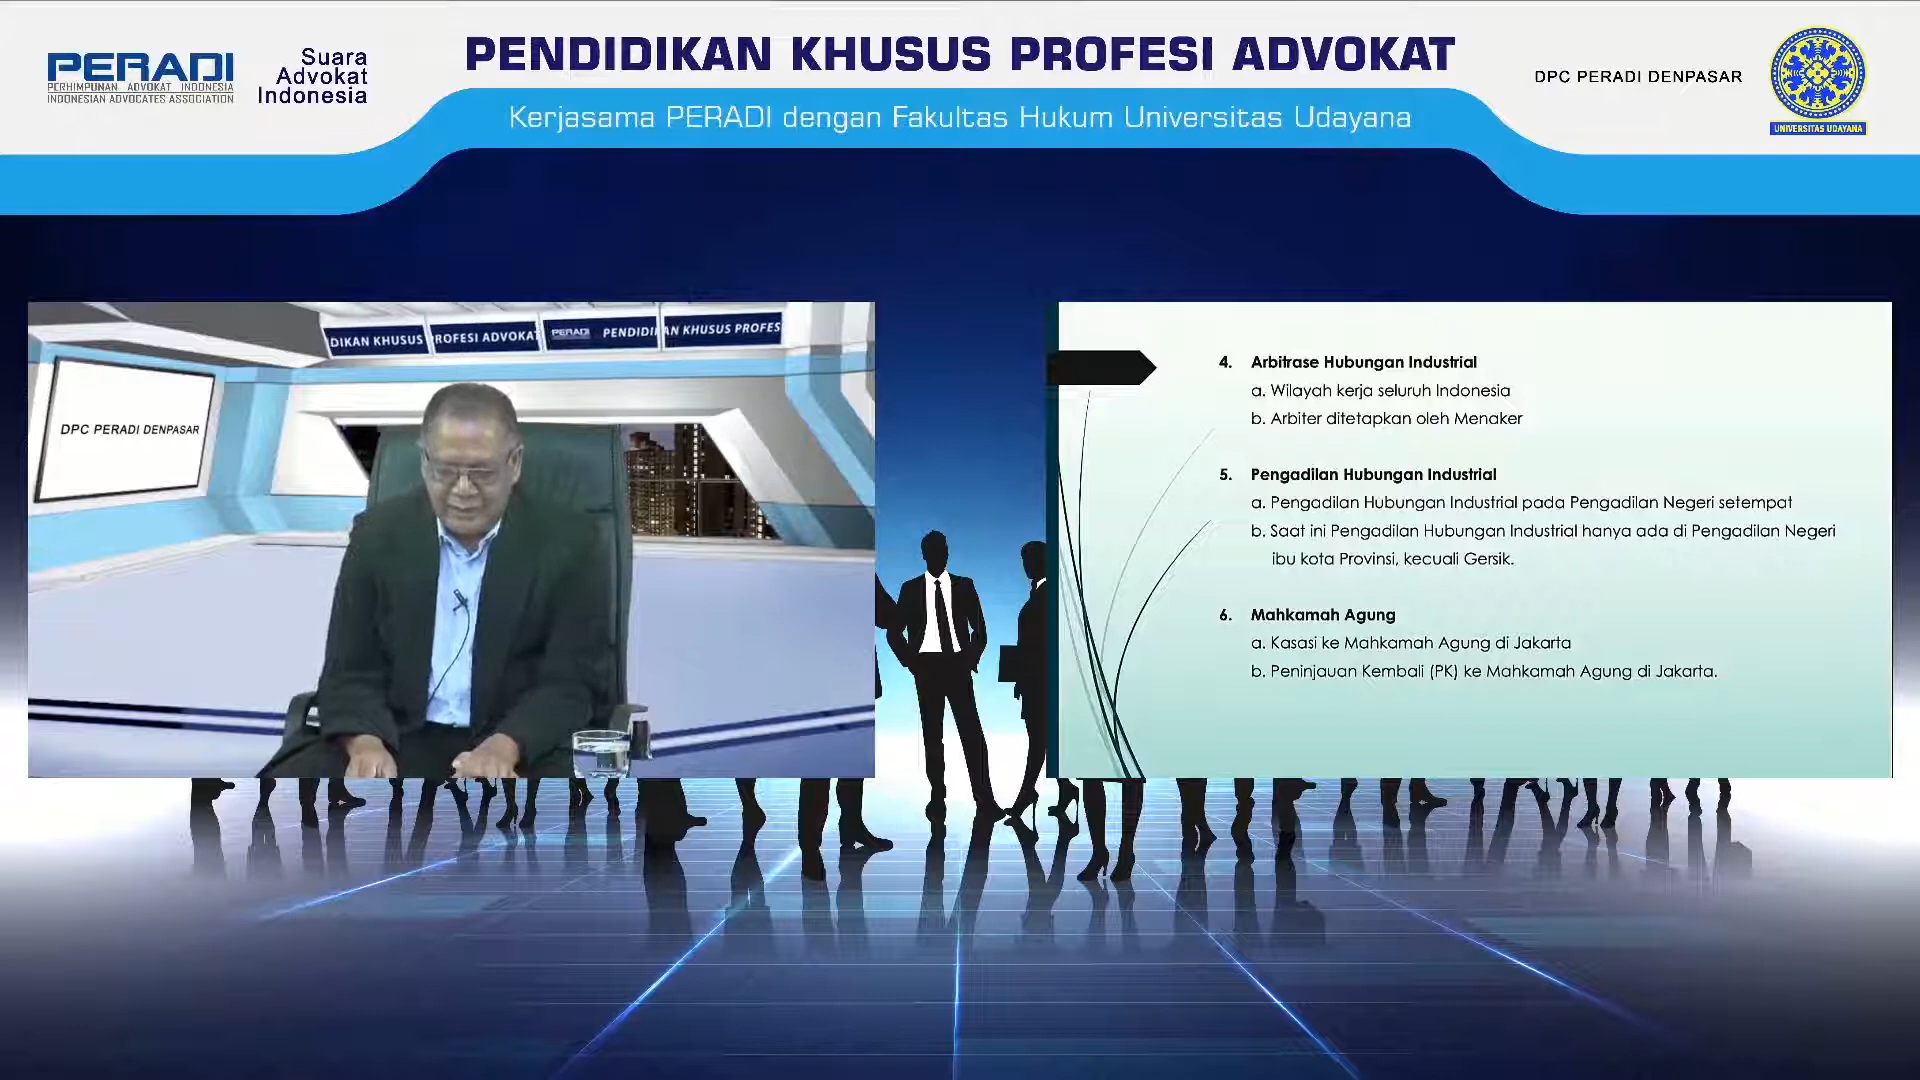 PERADI
PERHIMPUNAN ADVOKAT INDONESIA
INDONESIAN ADVOCATES ASSOCIATION
Suara
Advokat
Indonesia
PENDIDIKAN KHUSUS PROFESI ADVOKAT
Kerjasama PERADI dengan Fakultas Hukum Universitas Udayana
DPC PERADI DENPASAR
UNIVERSITAS UDAYANA
DIKAN KHUSUS PROFESI ADVOKAT PERADI PENDIDIKAN KHUSUS PROFES
DPC PERADI DENPASAR
4. Arbitrase Hubungan Industrial
a. Wilayah kerja seluruh Indonesia
b. Arbiter ditetapkan oleh Menaker
5. Pengadilan Hubungan Industrial
a. Pengadilan Hubungan Industrial pada Pengadilan Negeri setempat
b. Saat ini Pengadilan Hubungan Industrial hanya ada di Pengadilan Negeri
ibu kota Provinsi, kecuali Gersik.
6. Mahkamah Agung
a. Kasasi ke Mahkamah Agung di Jakarta
b. Peninjauan Kembali (PK) ke Mahkamah Agung di Jakarta.